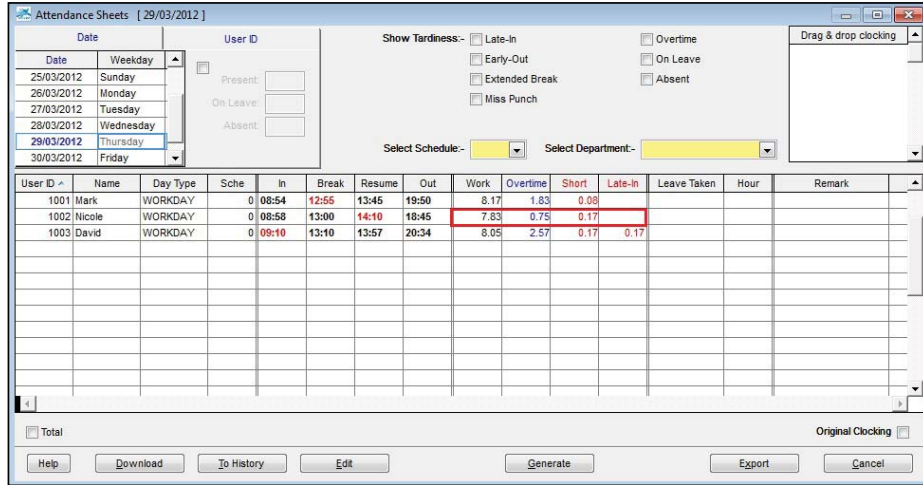 Attendance Sheets [ 29/03/2012 ]
Date User ID
Date Weekday
25/03/2012 Sunday
26/03/2012 Monday
27/03/2012 Tuesday
28/03/2012 Wednesday
29/03/2012 Thursday
30/03/2012 Friday
Present:
On Leave:
Absent:
Show Tardiness:- Late-In Overtime
Early-Out On Leave
Extended Break Absent
Miss Punch
Select Schedule:- Select Department:-
Drag & drop clocking
User ID Name Day Type Sche In Break Resume Out Work Overtime Short Late-In Leave Taken Hour Remark
1001 Mark WORKDAY 0 08:54 12:55 13:45 19:50 8.17 1.83 0.08
1002 Nicole WORKDAY 0 08:58 13:00 14:10 18:45 7.83 0.75 0.17
1003 David WORKDAY 0 09:10 13:10 13:57 20:34 8.05 2.57 0.17 0.17
Total Original Clocking
Help Download To History Edit Generate Export Cancel